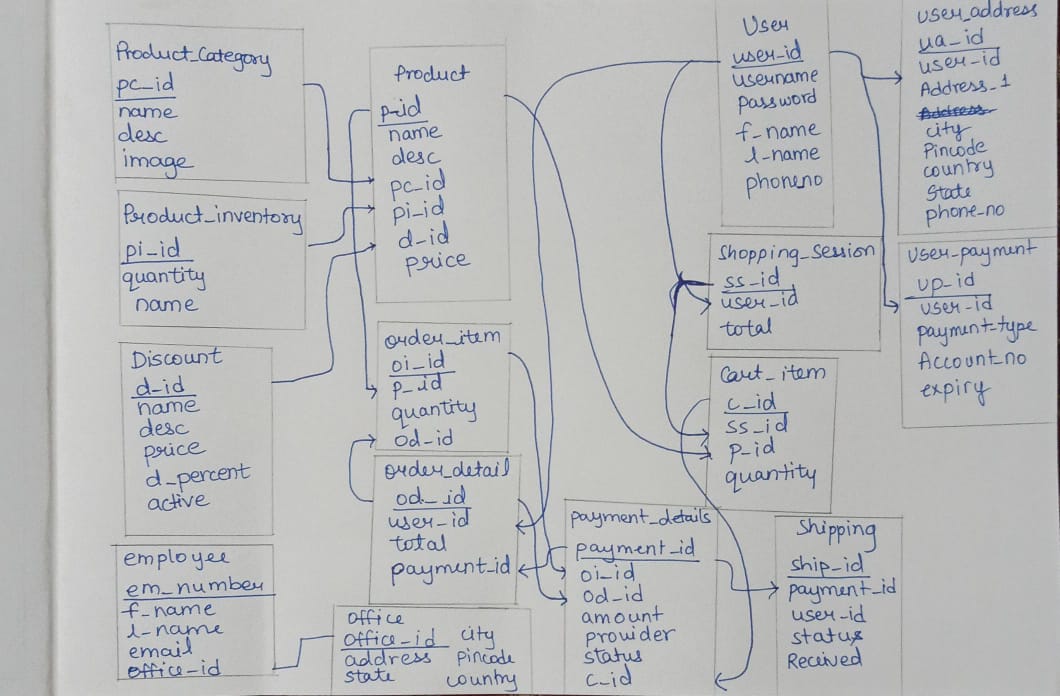 Product_Category
pc_id
name
desc
image
Product_inventory
pi_id
quantity
name
Discount
d_id
name
desc
price
d_percent
active
employee
em_number
f_name
l_name
email
office_id
Product
p_id
name
desc
pc_id
pi_id
d_id
price
order_item
oi_id
p_id
quantity
od_id
order_detail
od_id
user_id
total
payment_id
office
office_id city
address pincode
state country
payment_details
payment_id
oi_id
od_id
amount
provider
status
c_id
User
user_id
username
password
f_name
l_name
phoneno
Shopping_Session
ss_id
user_id
total
Cart_item
c_id
ss_id
p_id
quantity
Shipping
ship_id
payment_id
user_id
status
Received
user_address
ua_id
user_id
Address_1
Address
city
Pincode
country
State
phone_no
User_payment
up_id
user_id
payment_type
Account_no
expiry